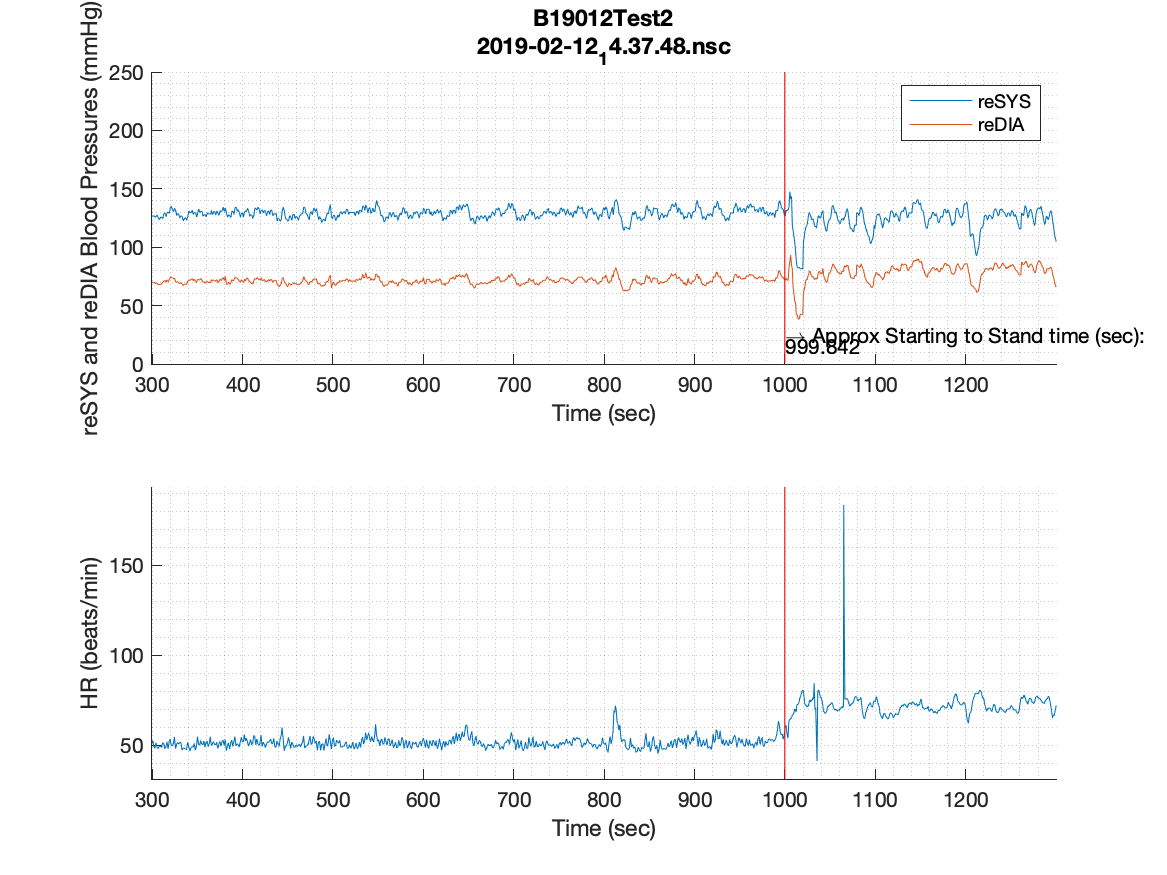 B19012Test2
2019-02-12₁4.37.48.nsc
reSYS and reDIA Blood Pressures (mmHg)
250
200
150
100
50
0
reSYS
reDIA
→ Approx Starting to Stand time (sec):
999.842
300 400 500 600 700 800 900 1000 1100 1200
Time (sec)
HR (beats/min)
150
100
50
300 400 500 600 700 800 900 1000 1100 1200
Time (sec)